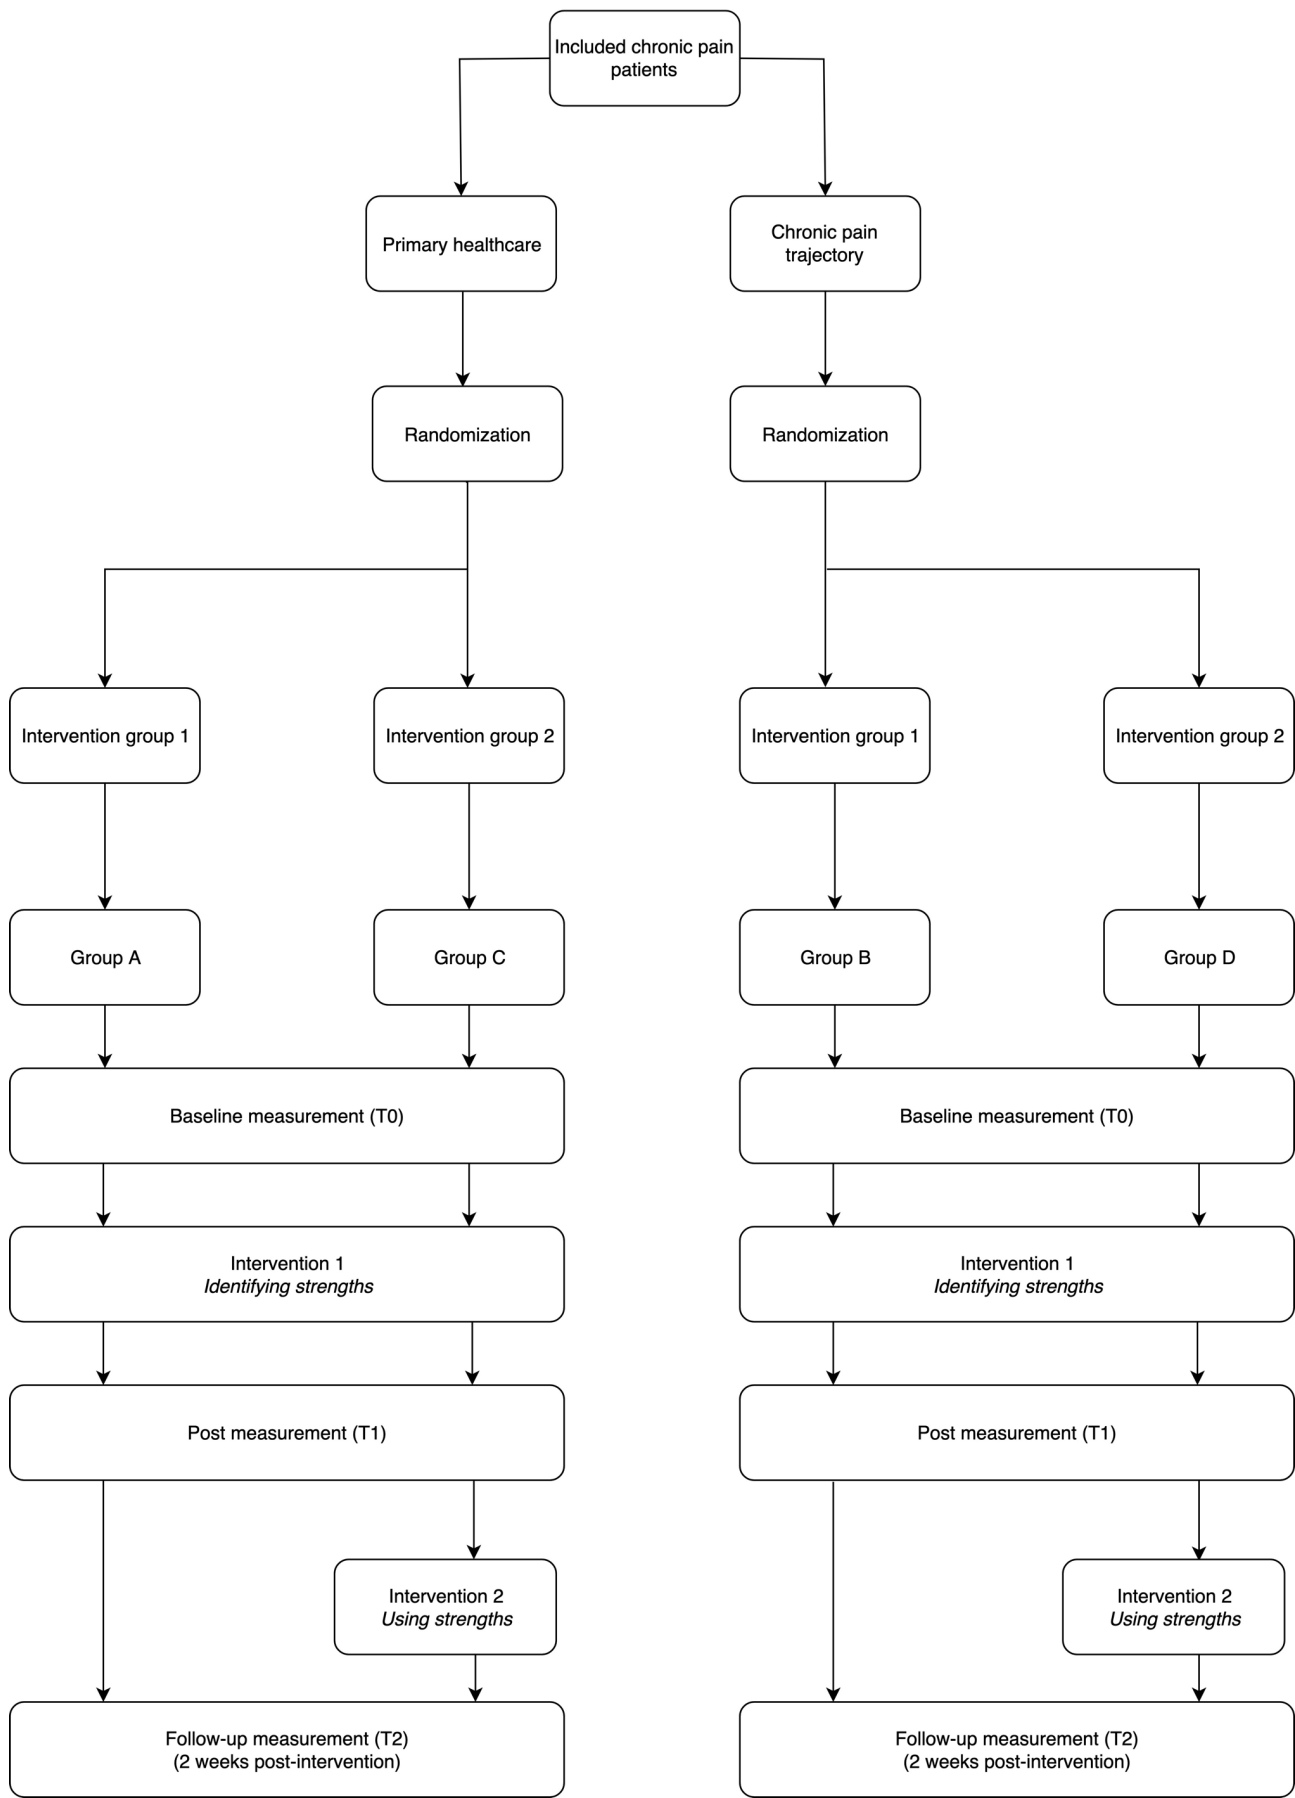 Included chronic pain
patients
Primary healthcare
Chronic pain
trajectory
Randomization
Randomization
Intervention group 1
Intervention group 2
Intervention group 1
Intervention group 2
Group A
Group C
Group B
Group D
Baseline measurement (T0)
Baseline measurement (T0)
Intervention 1
Identifying strengths
Intervention 1
Identifying strengths
Post measurement (T1)
Post measurement (T1)
Intervention 2
Using strengths
Intervention 2
Using strengths
Follow-up measurement (T2)
(2 weeks post-intervention)
Follow-up measurement (T2)
(2 weeks post-intervention)